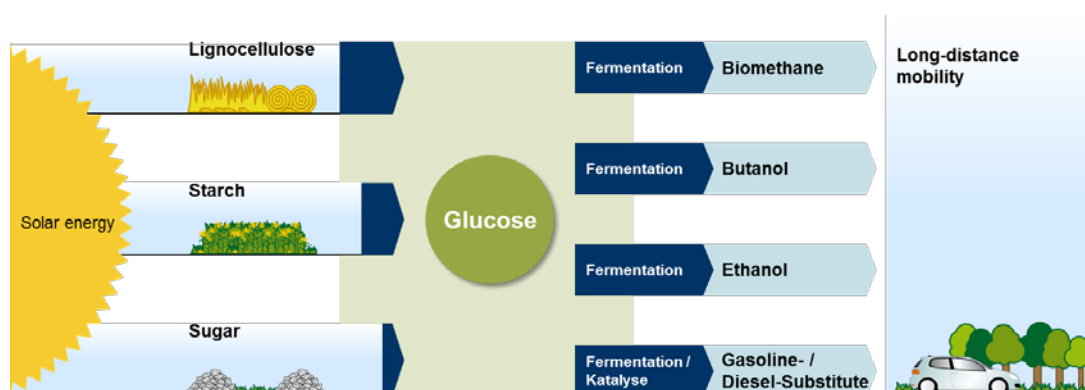 Lignocellulose
Starch
Solar energy
Sugar
Glucose
Fermentation
Biomethane
Fermentation
Butanol
Fermentation
Ethanol
Fermentation /
Katalyse
Gasoline- /
Diesel-Substitute
Long-distance
mobility